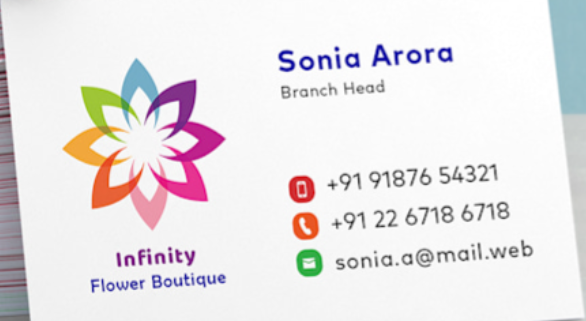 Sonia Arora
Branch Head
+91 91876 54321
+91 22 6718 6718
sonia.a@mail.web
Infinity
Flower Boutique